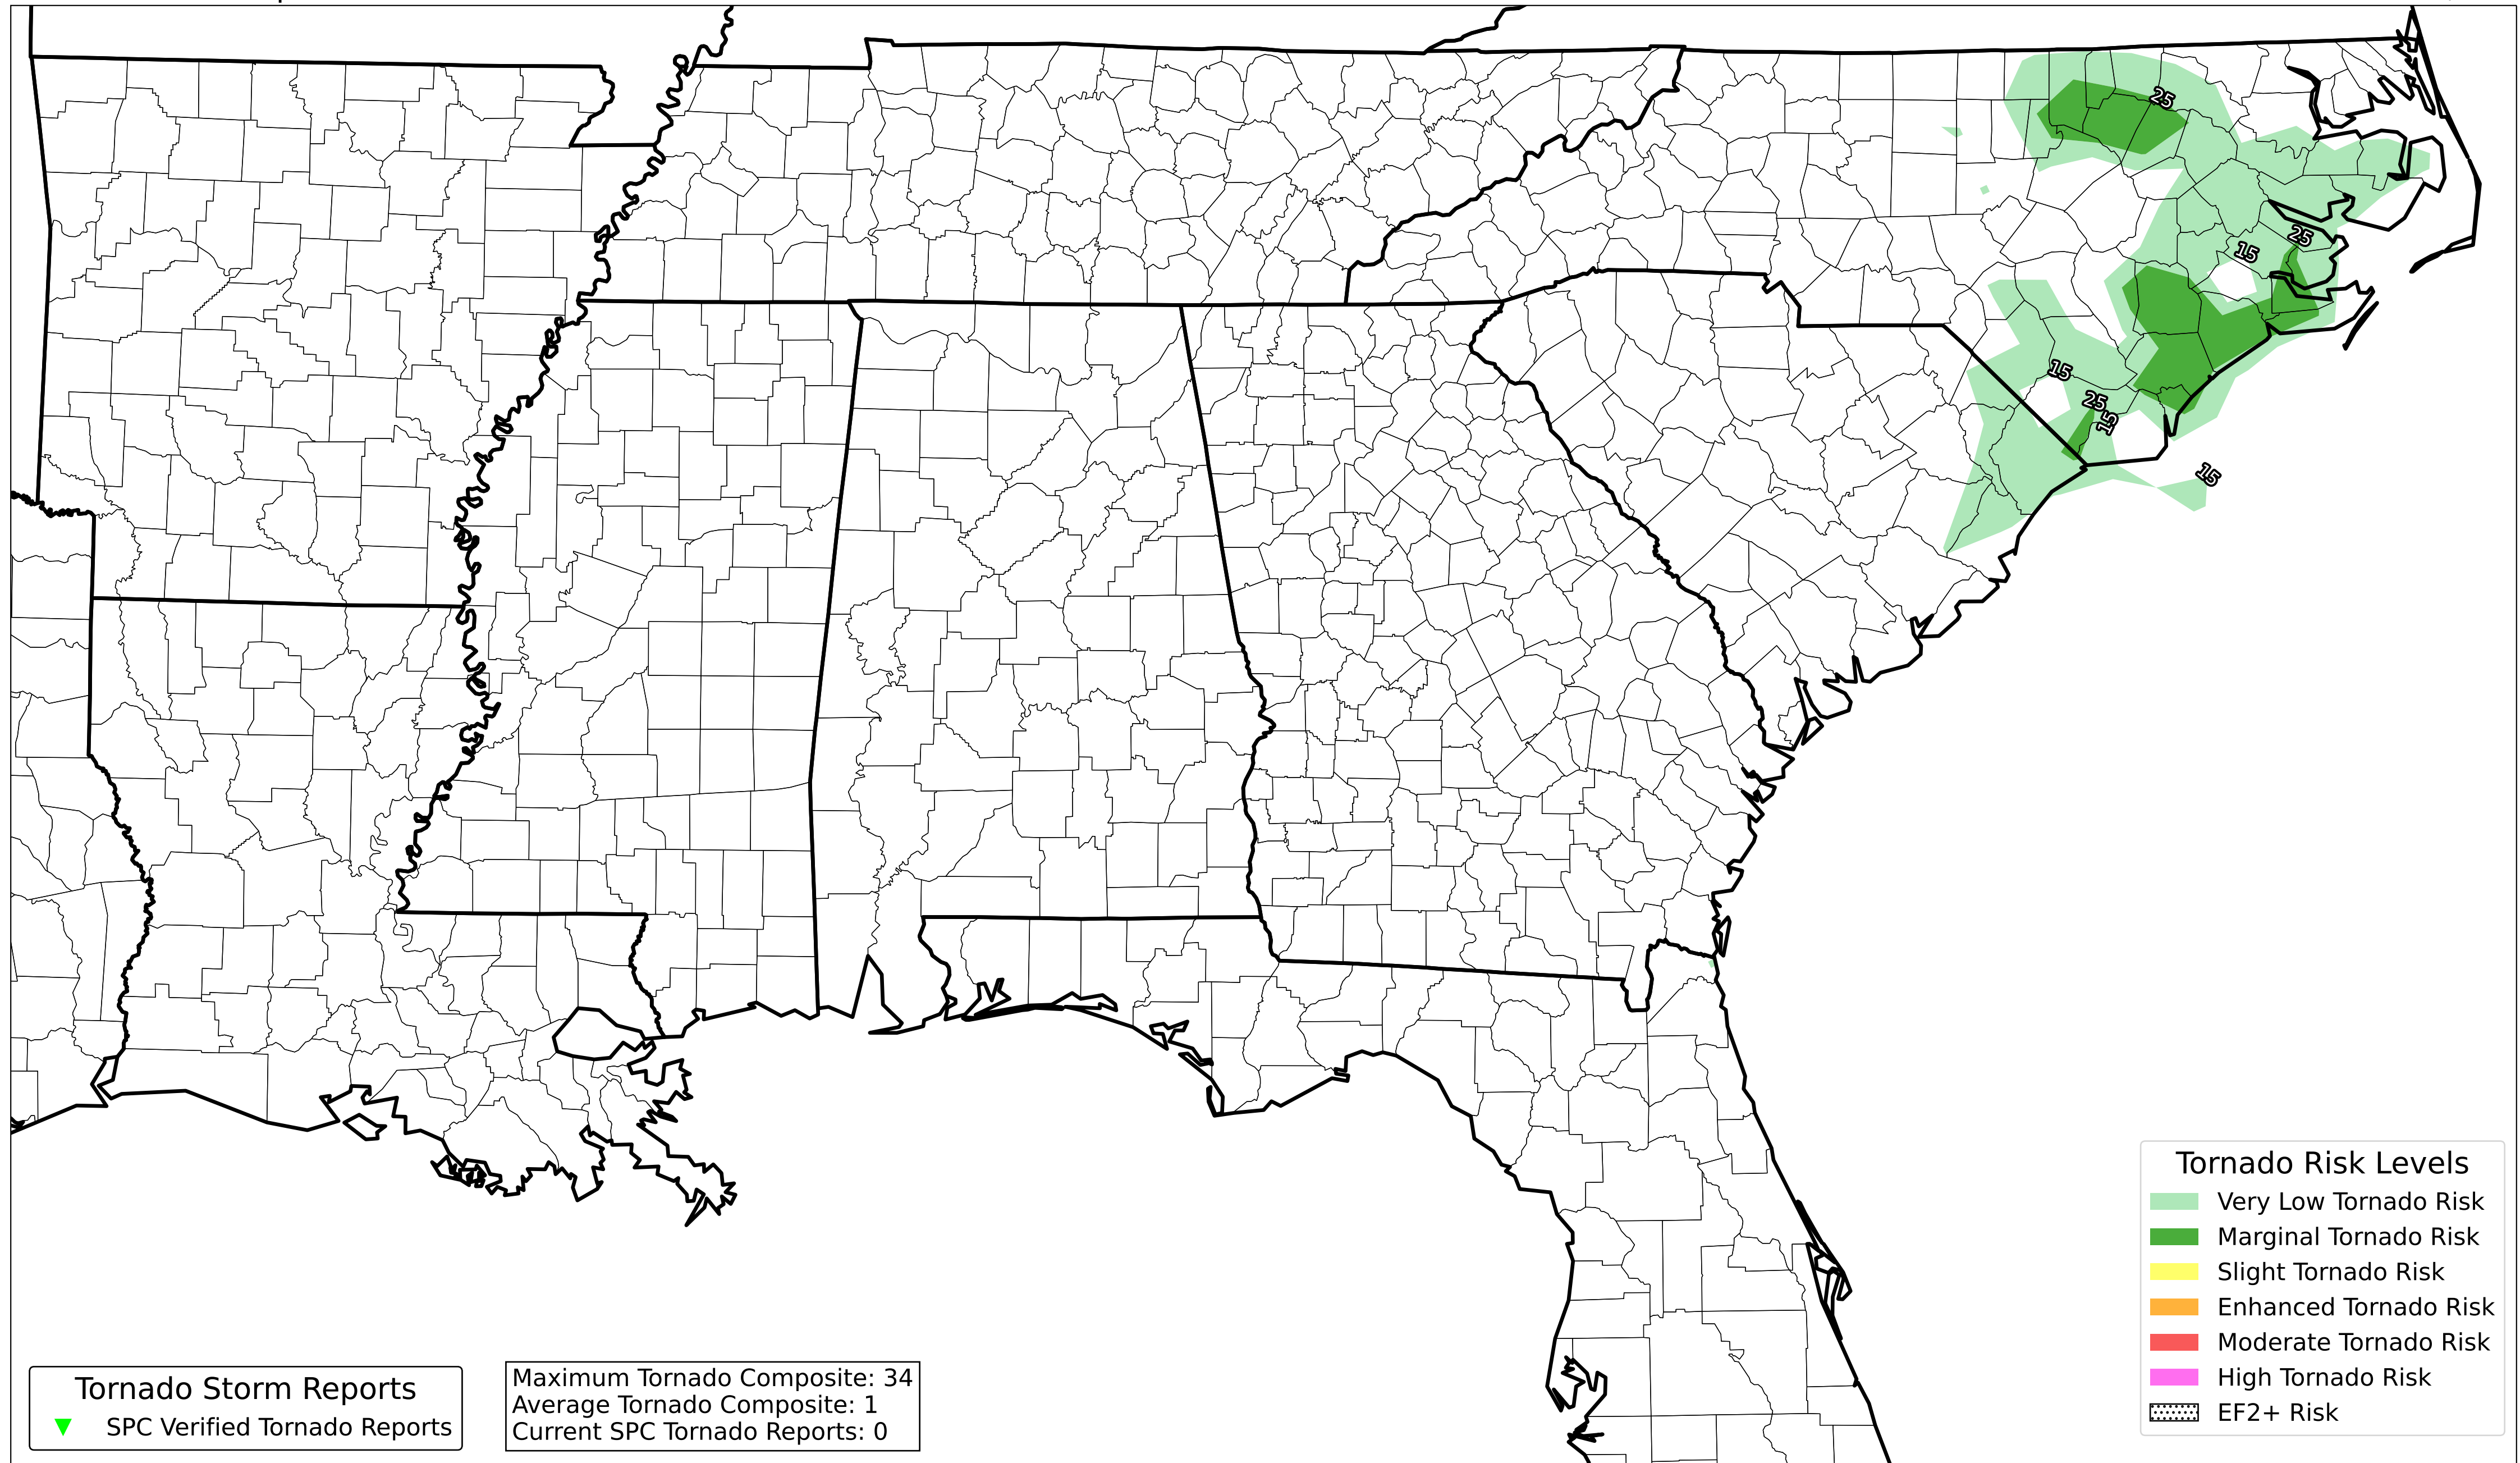 25
25
15
15
25
15
15
Tornado Risk Levels
Very Low Tornado Risk
Marginal Tornado Risk
Slight Tornado Risk
Enhanced Tornado Risk
Moderate Tornado Risk
High Tornado Risk
EF2+ Risk
Tornado Storm Reports
SPC Verified Tornado Reports
Maximum Tornado Composite: 34
Average Tornado Composite: 1
Current SPC Tornado Reports: 0